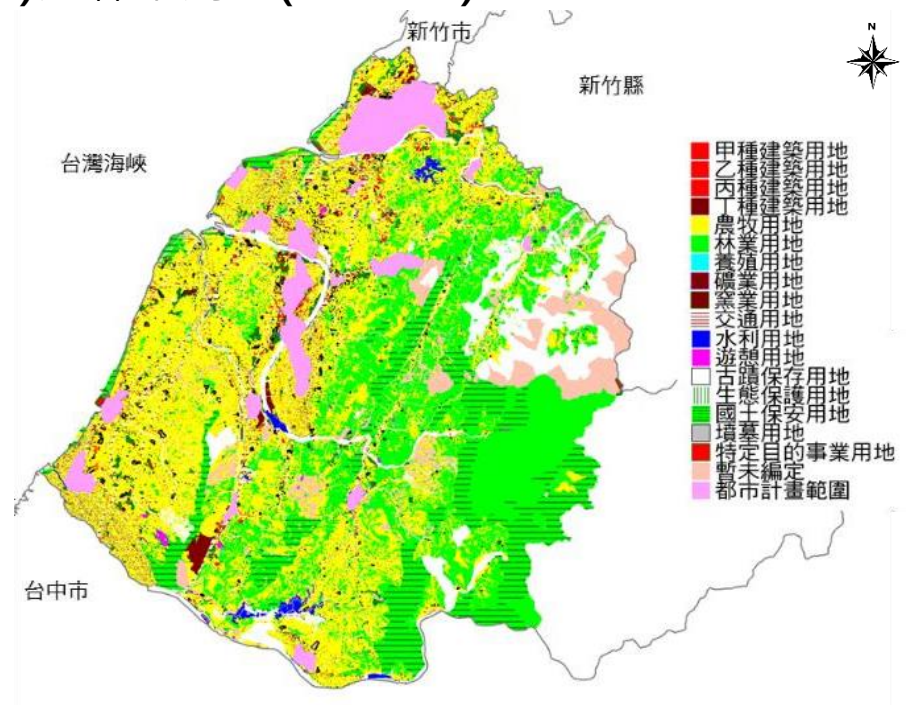 新竹市
N
新竹縣
台灣海峽
甲種建築用地
乙種建築用地
丙種建築用地
丁種建築用地
農牧用地
林業用地
養殖用地
礦業用地
窯業用地
交通用地
水利用地
遊憩用地
古蹟保存用地
生態保護用地
國土保安用地
墳墓用地
特定目的事業用地
暫未編定
都市計畫範圍
台中市